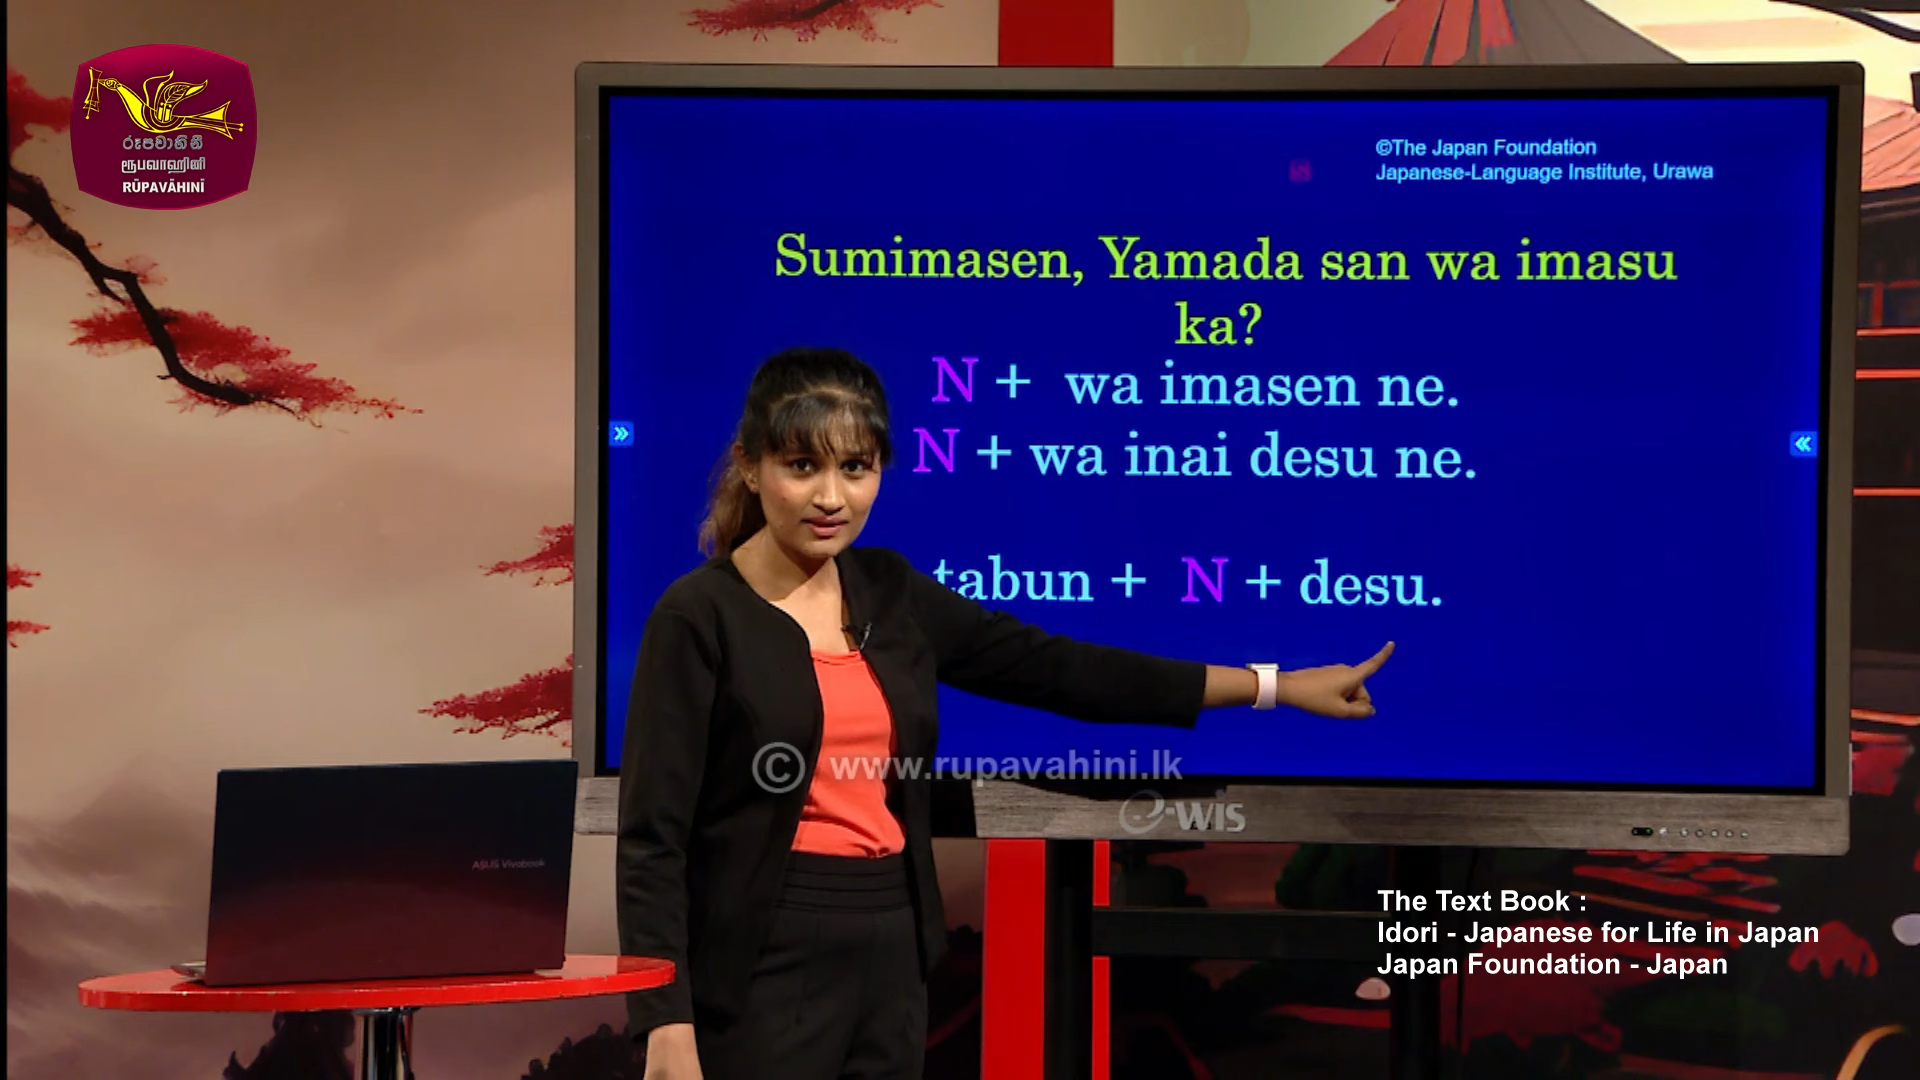 රූපවාහිනී
ரூபவாஹினி
RŪPAVĀHINĪ
©The Japan Foundation
Japanese-Language Institute, Urawa
Sumimasen, Yamada san wa imasu
ka?
N + wa imasen ne.
N + wa inai desu ne.
tabun + N + desu.
© www.rupavahini.lk
e-wis
ASUS Vivobook
The Text Book :
Idori - Japanese for Life in Japan
Japan Foundation - Japan